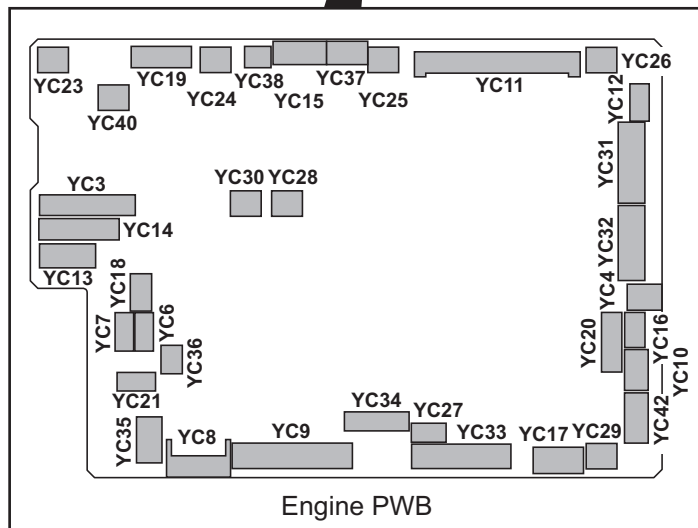 YC23
YC19
YC24
YC38
YC15
YC37
YC25
YC11
YC26
YC12
YC40
YC31
YC3
YC30
YC28
YC14
YC13
YC32
YC18
YC4
YC7
YC6
YC20
YC16
YC36
YC10
YC21
YC34
YC27
YC42
YC35
YC8
YC9
YC33
YC17
YC29
Engine PWB